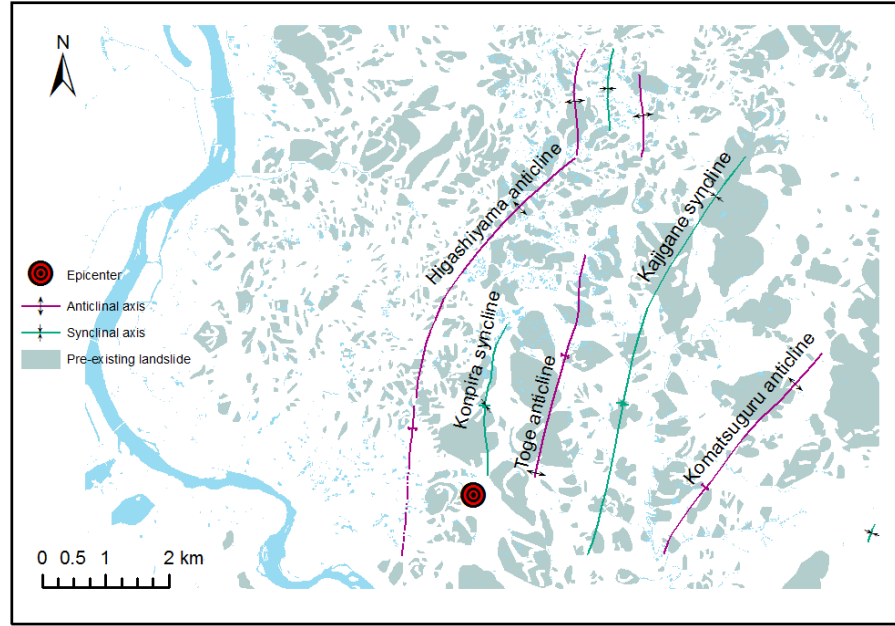 N
Higashiyama anticline
Kajigane syncline
Epicenter
Anticlinal axis
Synclinal axis
Pre-existing landslide
Konpira syncline
Toge anticline
Komatsuguru anticline
0 0.5 1 2 km